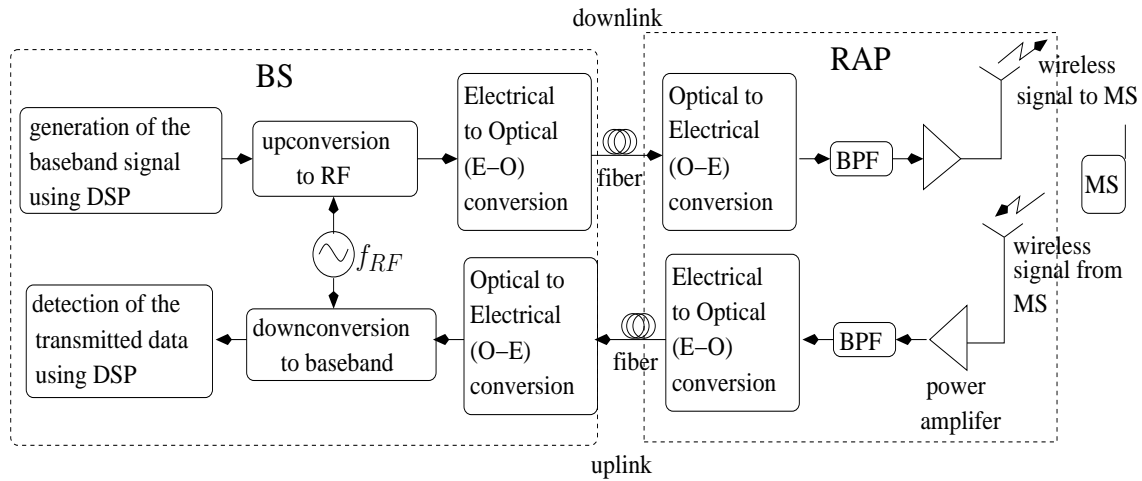 downlink
BS
RAP
generation of the
baseband signal
using DSP
upconversion
to RF
Electrical
to Optical
(E–O)
conversion
fiber
Optical to
Electrical
(O–E)
conversion
BPF
wireless
signal to MS
MS
f_RF
detection of the
transmitted data
using DSP
downconversion
to baseband
Optical to
Electrical
(O–E)
conversion
fiber
Electrical
to Optical
(E–O)
conversion
BPF
power
amplifer
wireless
signal from
MS
uplink